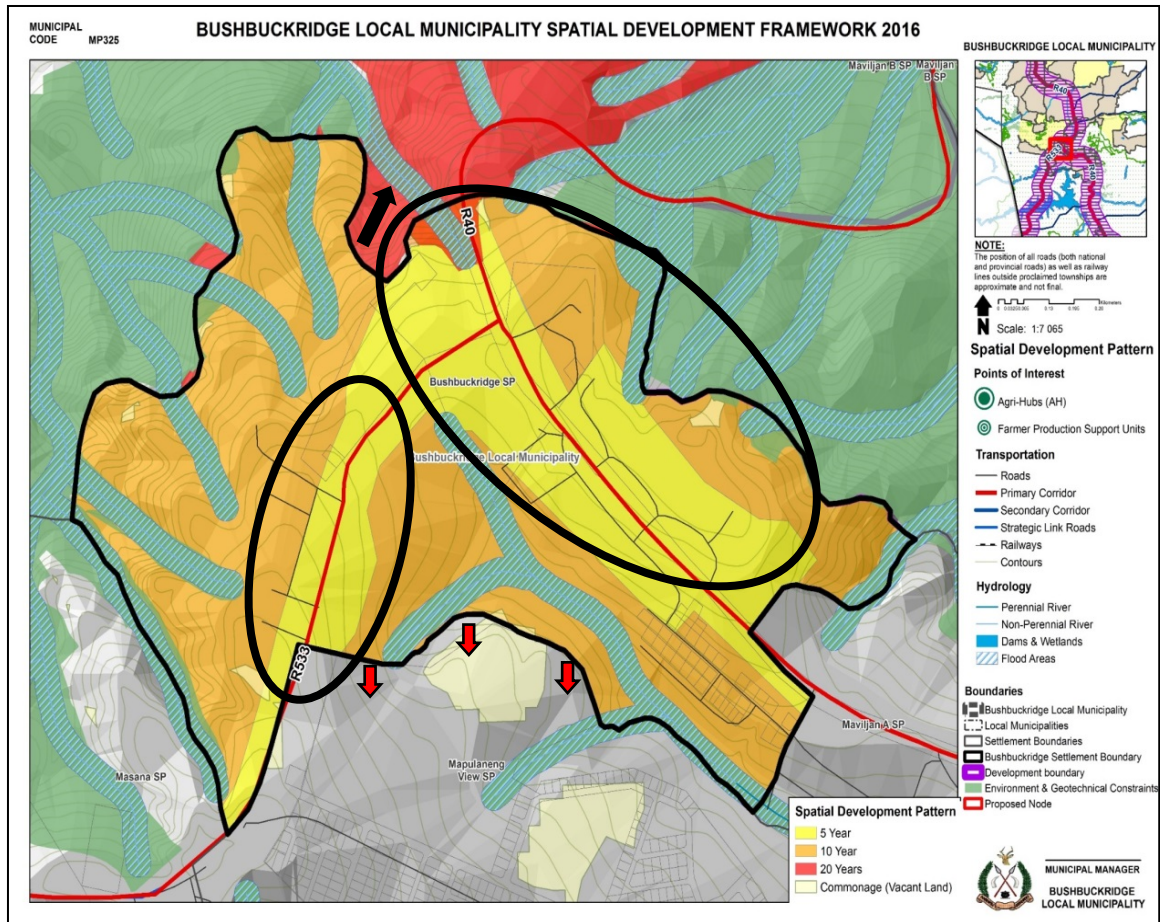 MUNICIPAL
CODE MP325
BUSHBUCKRIDGE LOCAL MUNICIPALITY SPATIAL DEVELOPMENT FRAMEWORK 2016
Maviljan B SP
Maviljan
B SP
R40
Bushbuckridge SP
Bushbuckridge Local Municipality
R533
Masana SP
Mapulaneng
View SP
Maviljan A SP
Spatial Development Pattern
5 Year
10 Year
20 Years
Commonage (Vacant Land)
BUSHBUCKRIDGE LOCAL MUNICIPALITY
R40
R533
R40
NOTE:
The position of all roads (both national
and provincial roads) as well as railway
lines outside proclaimed townships are
approximate and not final.
N Scale: 1:7 065
Spatial Development Pattern
Points of Interest
Agri-Hubs (AH)
Farmer Production Support Units
Transportation
Roads
Primary Corridor
Secondary Corridor
Strategic Link Roads
Railways
Contours
Hydrology
Perennial River
Non-Perennial River
Dams & Wetlands
Flood Areas
Boundaries
Bushbuckridge Local Municipality
Local Municipalities
Settlement Boundaries
Bushbuckridge Settlement Boundary
Development boundary
Environment & Geotechnical Constraints
Proposed Node
MUNICIPAL MANAGER
BUSHBUCKRIDGE
LOCAL MUNICIPALITY